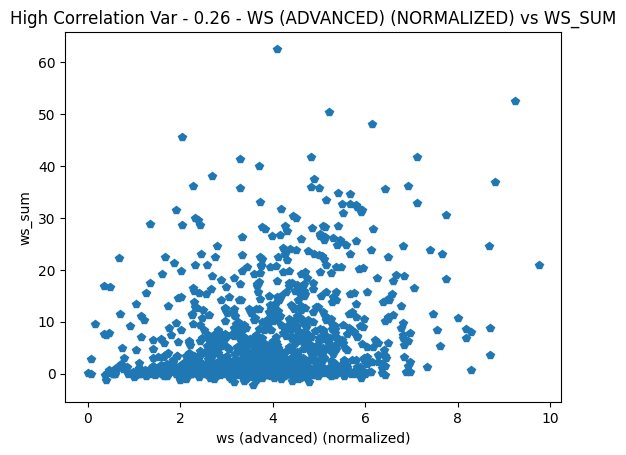 High Correlation Var - 0.26 - WS (ADVANCED) (NORMALIZED) vs WS_SUM
60
50
40
30
20
10
0
ws_sum
0 2 4 6 8 10
ws (advanced) (normalized)